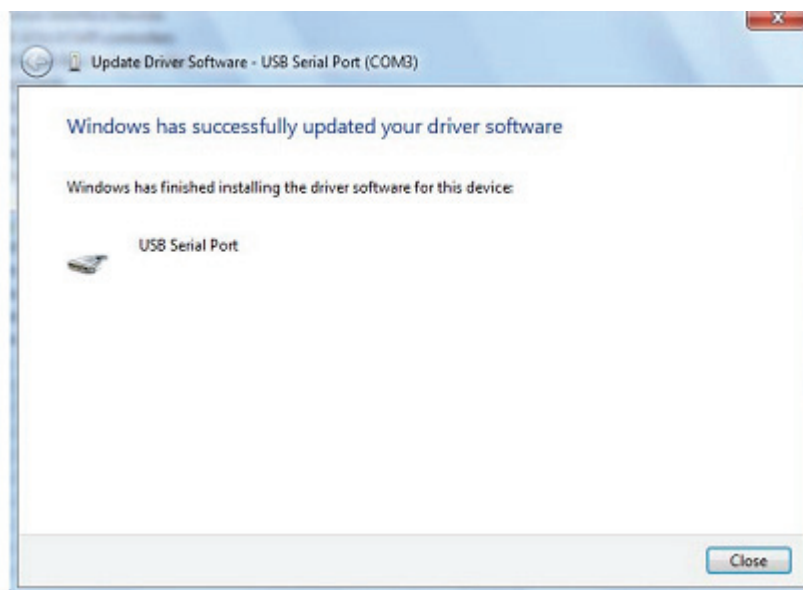 Update Driver Software - USB Serial Port (COM3)
Windows has successfully updated your driver software
Windows has finished installing the driver software for this device:
USB Serial Port
Close